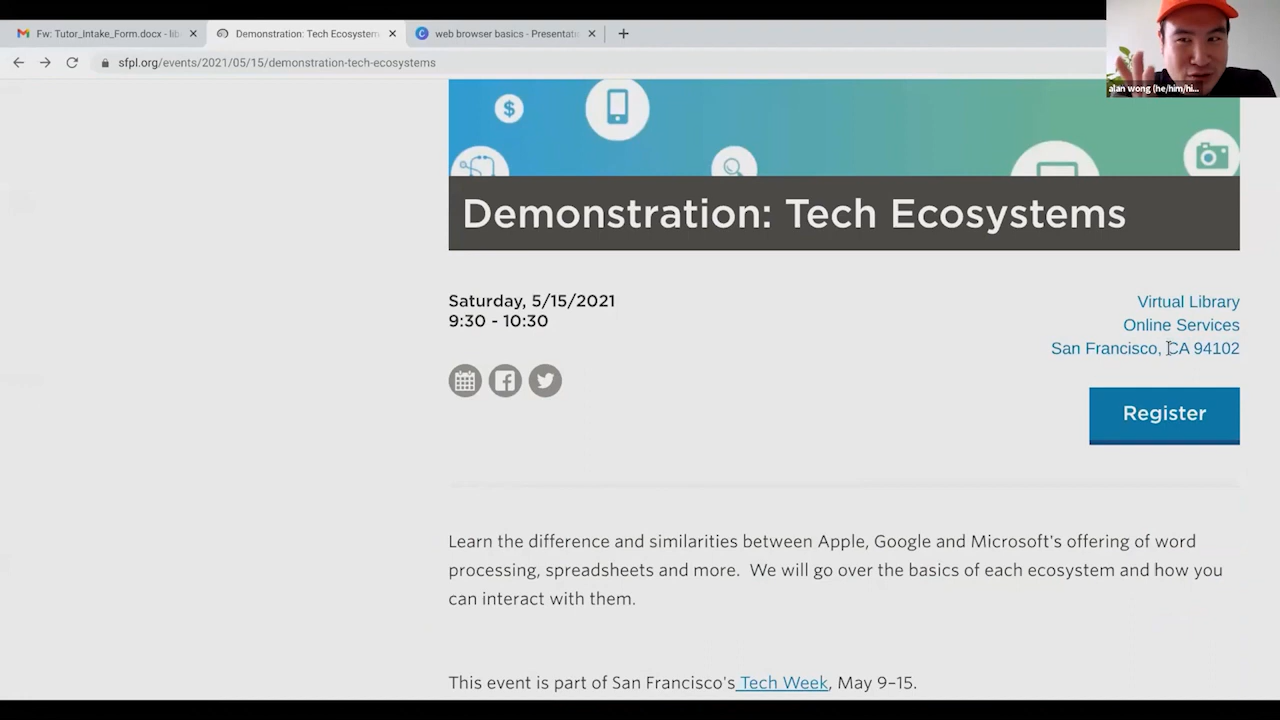 Fw: Tutor_Intake_Form.docx - lib
Demonstration: Tech Ecosystem
web browser basics - Presentati
sfpl.org/events/2021/05/15/demonstration-tech-ecosystems
alan wong (he/him/hi...
$
Demonstration: Tech Ecosystems
Saturday, 5/15/2021
9:30 - 10:30
Virtual Library
Online Services
San Francisco, CA 94102
Register
Learn the difference and similarities between Apple, Google and Microsoft's offering of word
processing, spreadsheets and more. We will go over the basics of each ecosystem and how you
can interact with them.
This event is part of San Francisco's Tech Week, May 9–15.